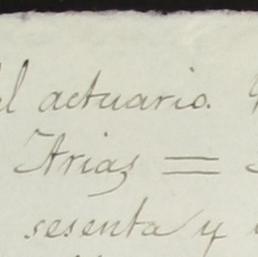 el actuario.
Arias =
sesenta y